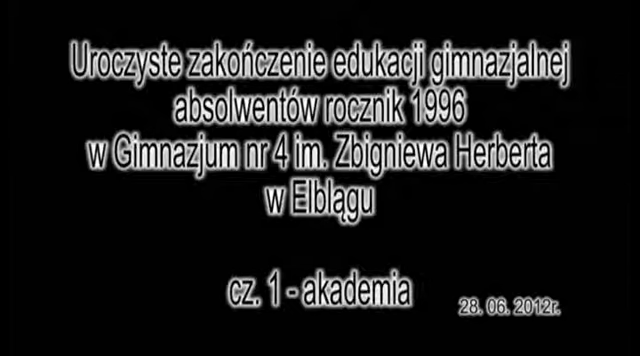 Uroczyste zakończenie edukacji gimnazjalnej
absolwentów rocznik 1996
w Gimnazjum nr 4 im. Zbigniewa Herberta
w Elblągu
cz. 1 - akademia
28. 06. 2012r.